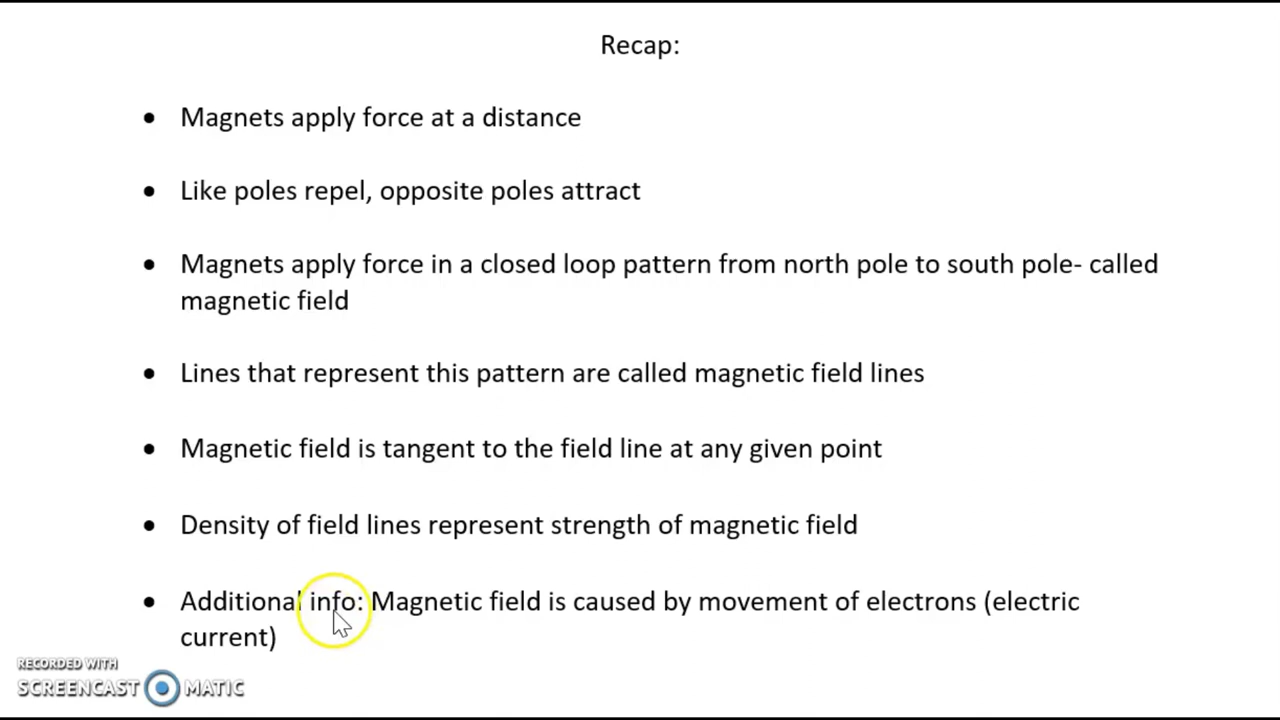 Recap:
• Magnets apply force at a distance
• Like poles repel, opposite poles attract
• Magnets apply force in a closed loop pattern from north pole to south pole- called
magnetic field
• Lines that represent this pattern are called magnetic field lines
• Magnetic field is tangent to the field line at any given point
• Density of field lines represent strength of magnetic field
• Additional info: Magnetic field is caused by movement of electrons (electric
current)
RECORDED WITH
SCREENCAST MATIC